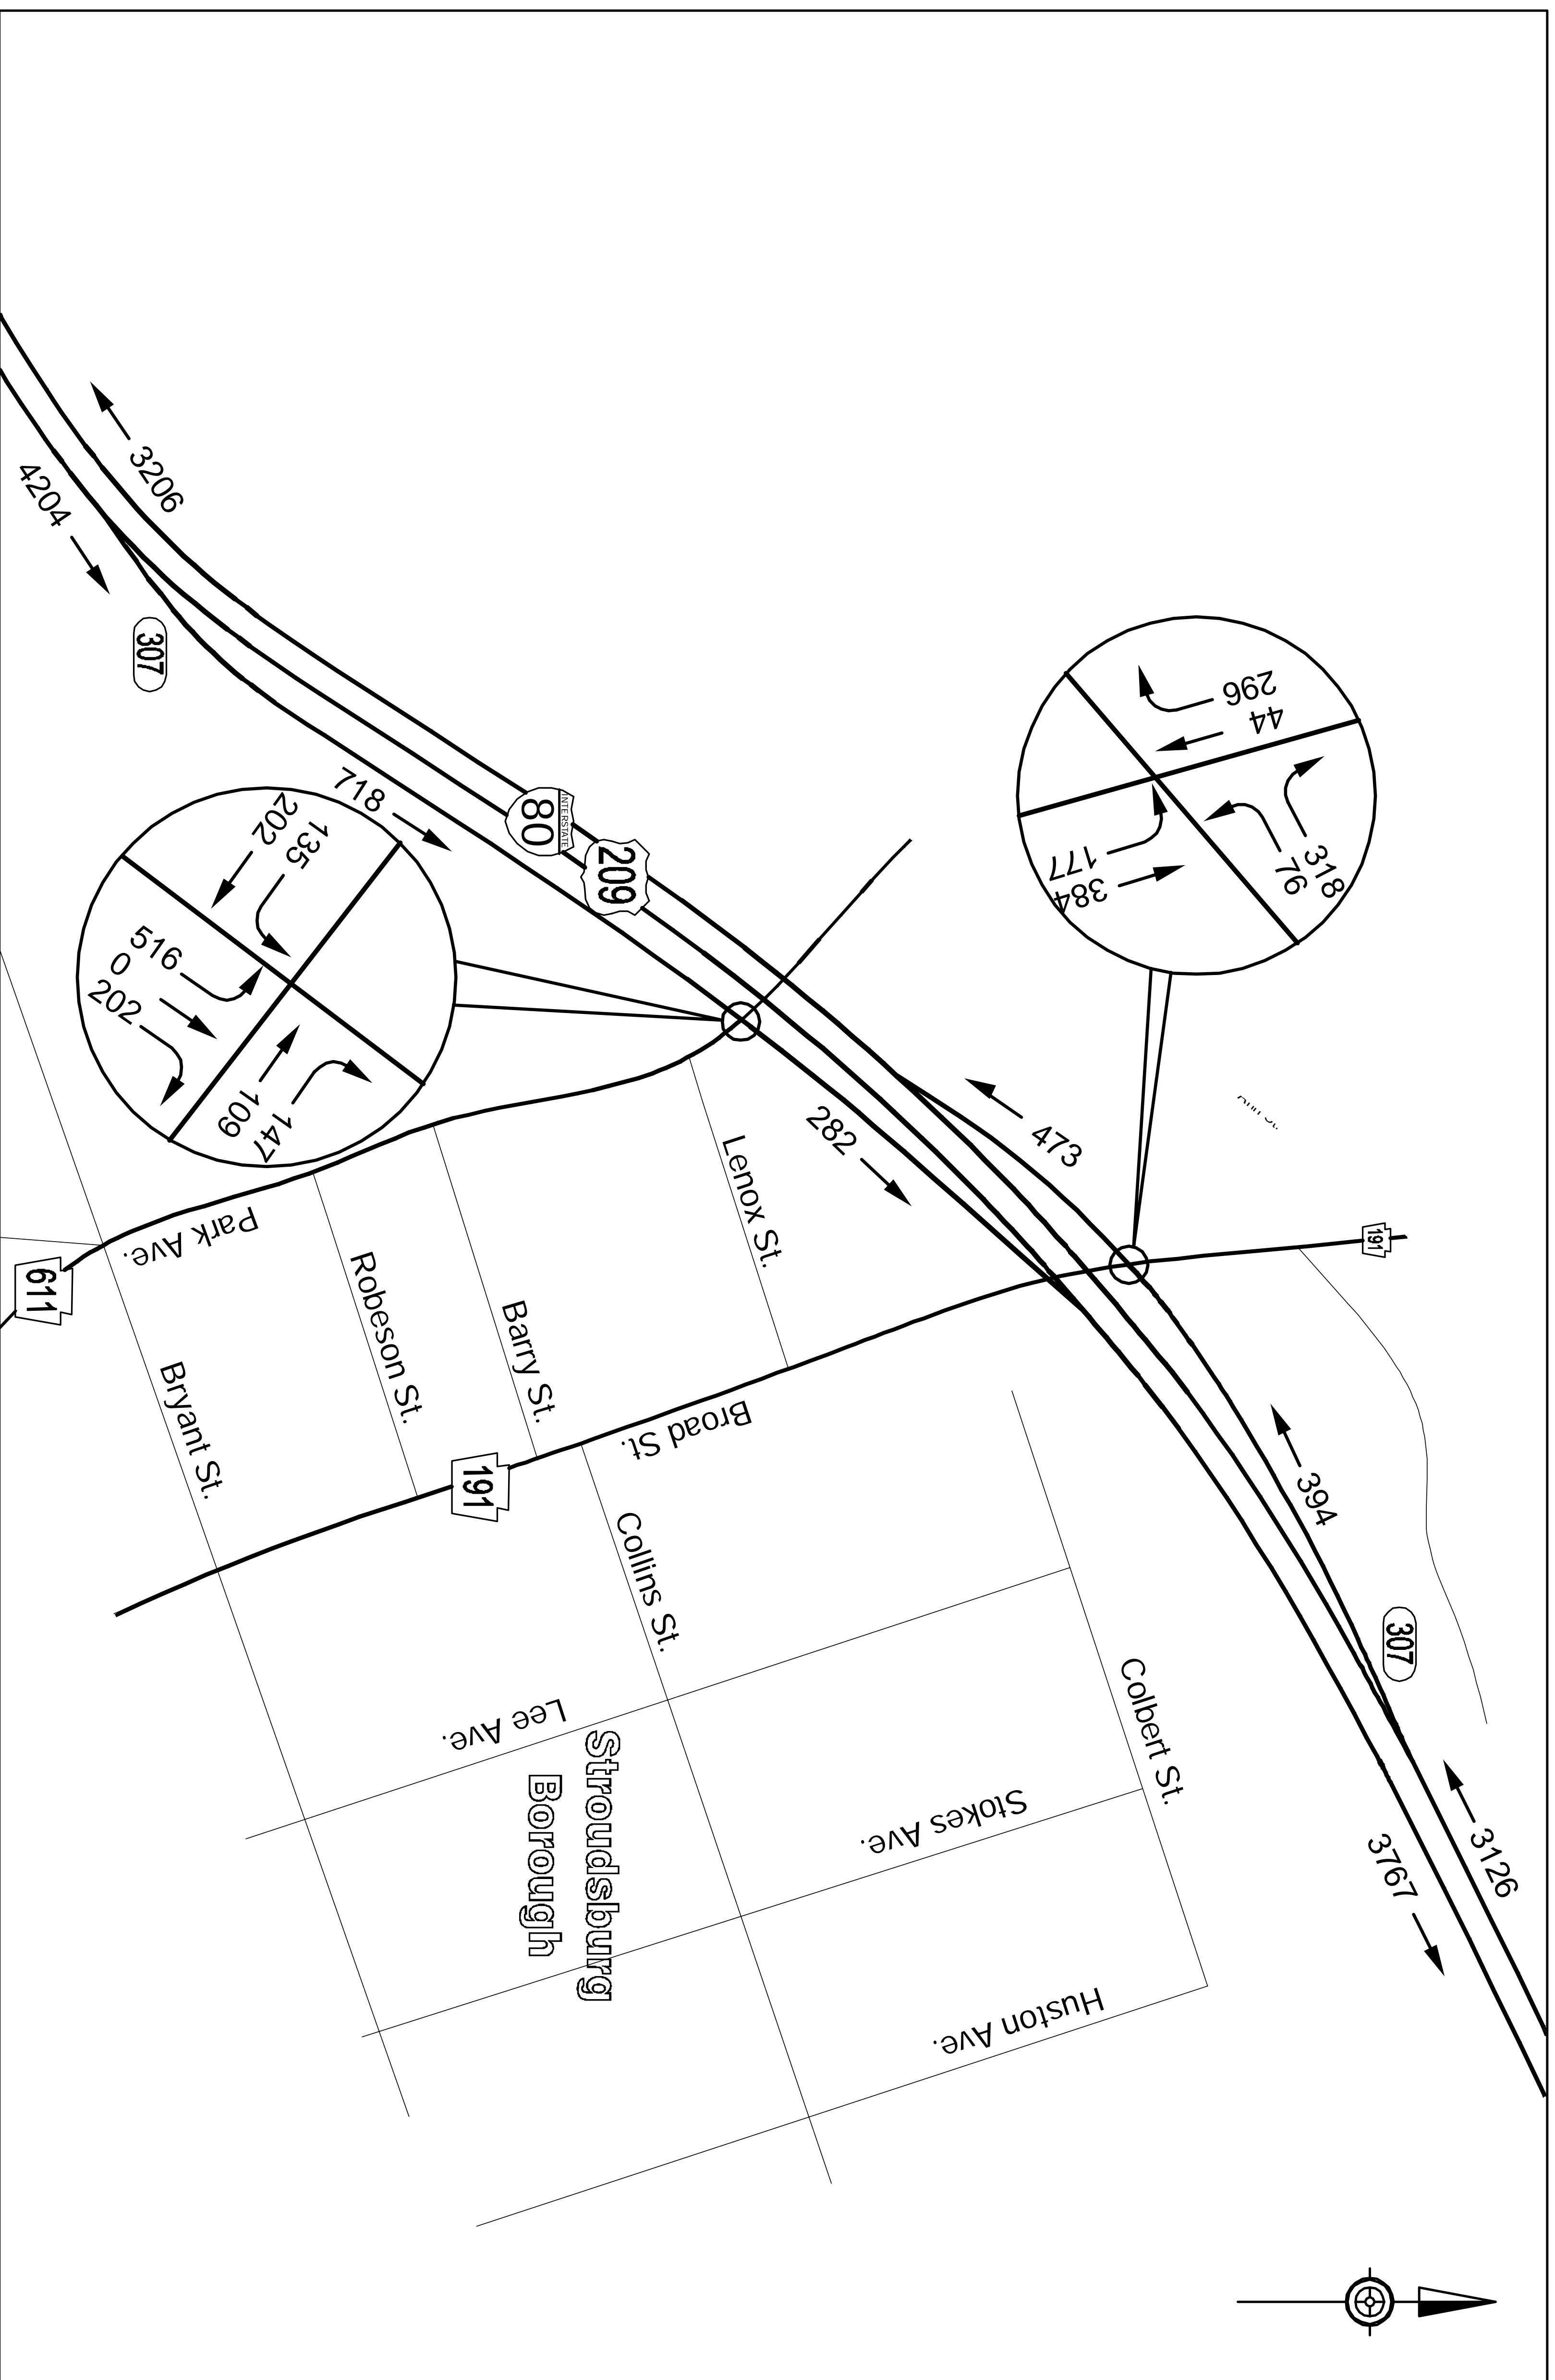 3206
4204
307
718
INTERSTATE
80
209
202
135
516
0
202
109
147
296
44
177
384
318
76
282
473
191
Lenox St.
Park Ave.
611
Robeson St.
Barry St.
Bryant St.
Broad St.
191
394
Collins St.
307
Colbert St.
Lee Ave.
Stroudsburg
Borough
Stokes Ave.
3126
3767
Huston Ave.